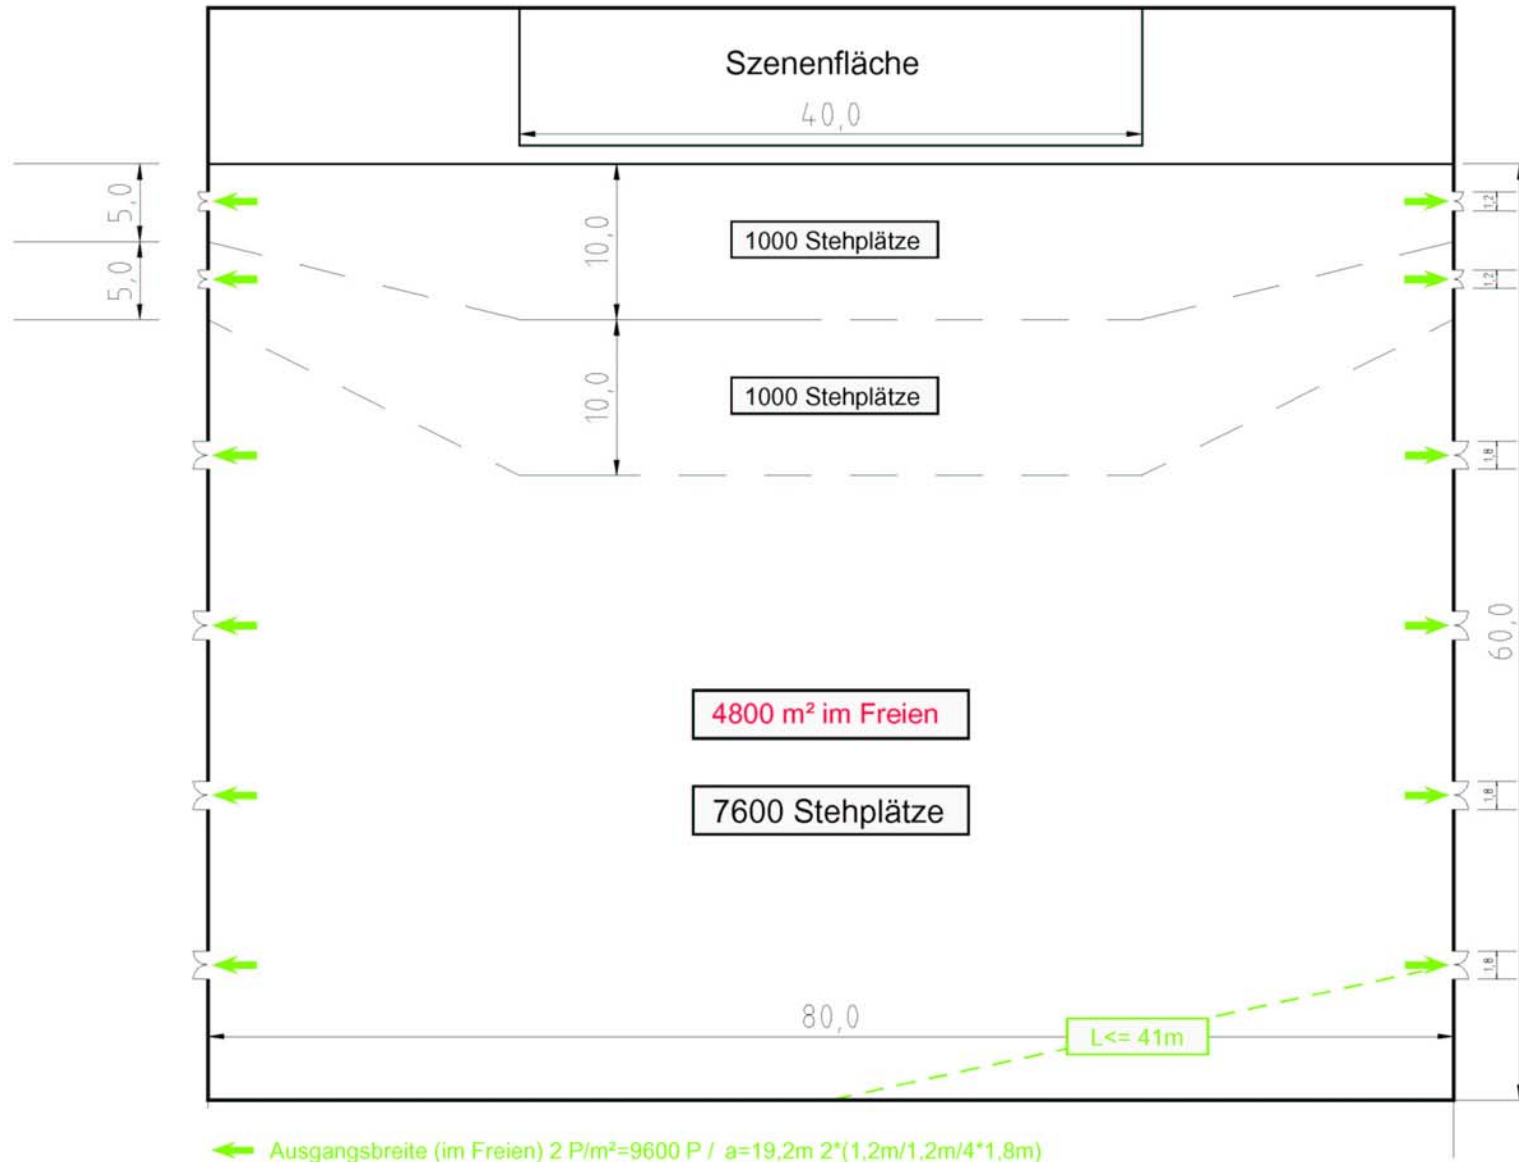 Szenenfläche
40,0
5,0
10,0
1000 Stehplätze
1,2
5,0
1,2
10,0
1000 Stehplätze
1,8
60,0
4800 m² im Freien
7600 Stehplätze
1,8
1,8
80,0
L<= 41m
Ausgangsbreite (im Freien) 2 P/m²=9600 P / a=19,2m 2*(1,2m/1,2m/4*1,8m)